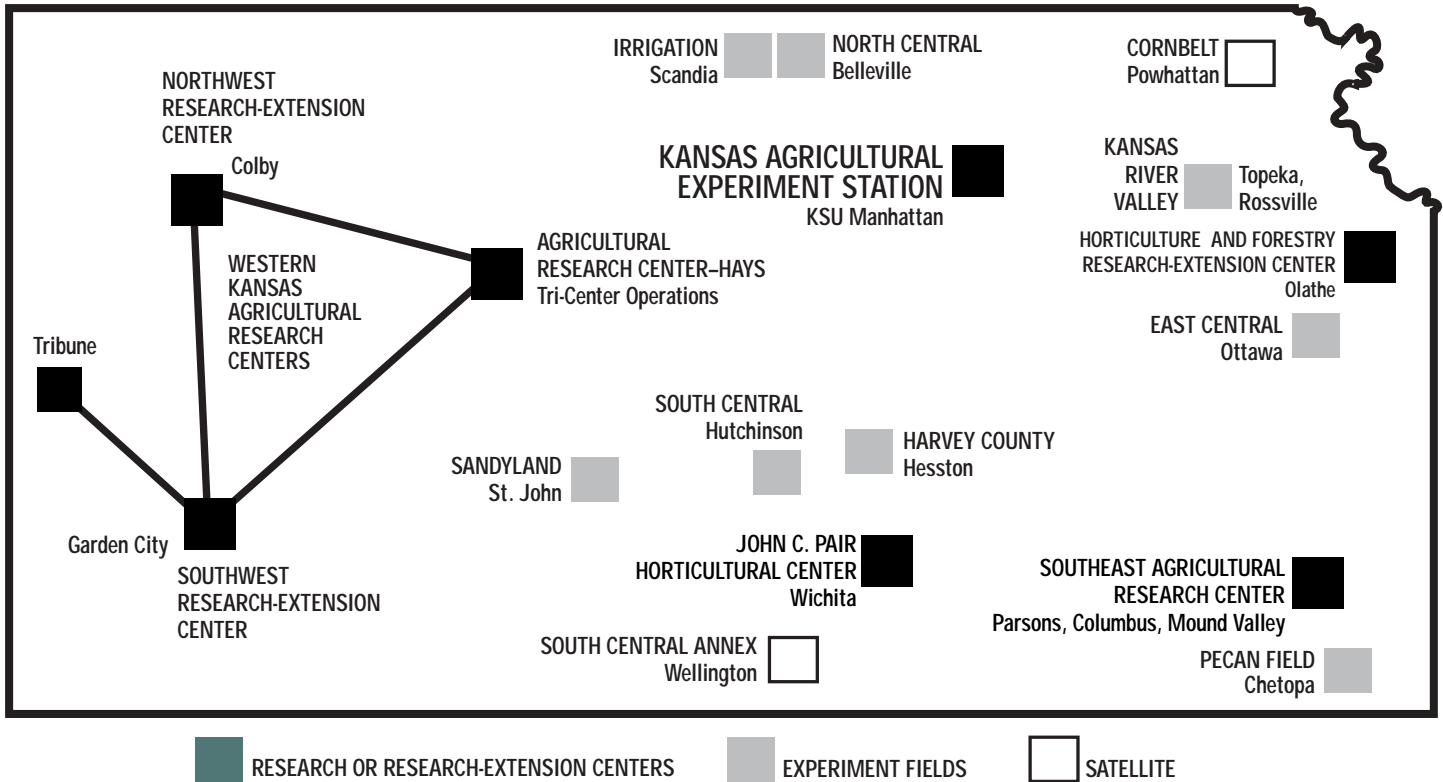 IRRIGATION
Scandia
NORTH CENTRAL
Belleville
CORNBELT
Powhattan
NORTHWEST
RESEARCH-EXTENSION
CENTER
Colby
KANSAS AGRICULTURAL
EXPERIMENT STATION
KSU Manhattan
KANSAS
RIVER
VALLEY
Topeka,
Rossville
AGRICULTURAL
RESEARCH CENTER–HAYS
Tri-Center Operations
HORTICULTURE AND FORESTRY
RESEARCH-EXTENSION CENTER
Olathe
WESTERN
KANSAS
AGRICULTURAL
RESEARCH
CENTERS
EAST CENTRAL
Ottawa
Tribune
SOUTH CENTRAL
Hutchinson
HARVEY COUNTY
Hesston
SANDYLAND
St. John
Garden City
SOUTHWEST
RESEARCH-EXTENSION
CENTER
JOHN C. PAIR
HORTICULTURAL CENTER
Wichita
SOUTHEAST AGRICULTURAL
RESEARCH CENTER
Parsons, Columbus, Mound Valley
SOUTH CENTRAL ANNEX
Wellington
PECAN FIELD
Chetopa
RESEARCH OR RESEARCH-EXTENSION CENTERS
EXPERIMENT FIELDS
SATELLITE